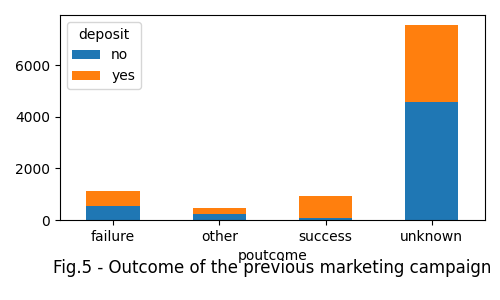 deposit
no
yes
6000
4000
2000
0
failure other success unknown
poutcome
Fig.5 - Outcome of the previous marketing campaign